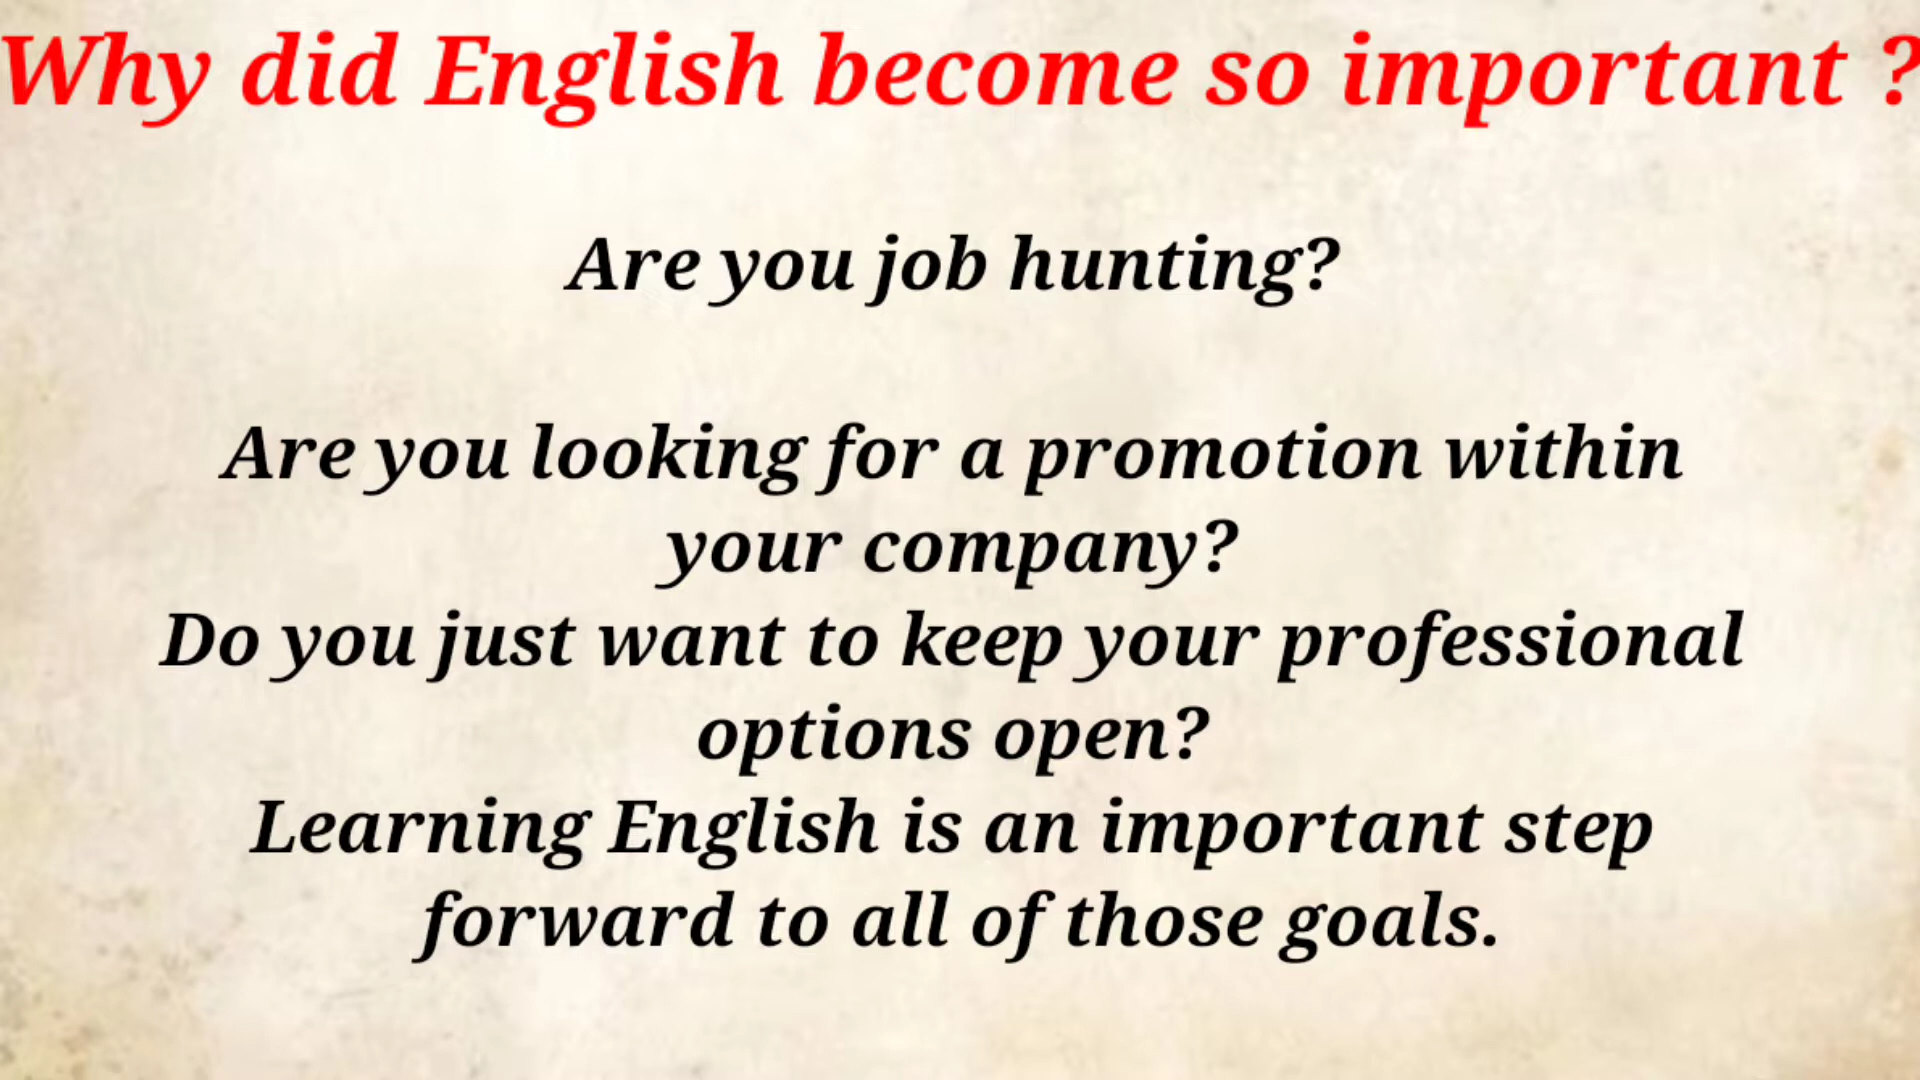 Why did English become so important ?
Are you job hunting?
Are you looking for a promotion within
your company?
Do you just want to keep your professional
options open?
Learning English is an important step
forward to all of those goals.